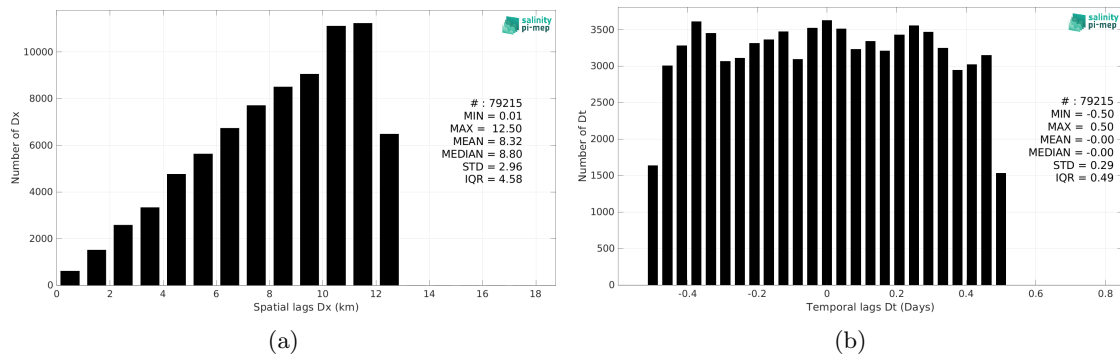 salinity
pi-mep
10000
8000
6000
4000
2000
0
Number of Dx
# : 79215
MIN = 0.01
MAX = 12.50
MEAN = 8.32
MEDIAN = 8.80
STD = 2.96
IQR = 4.58
0 2 4 6 8 10 12 14 16 18
Spatial lags Dx (km)
(a)
salinity
pi-mep
3500
3000
2500
2000
1500
1000
500
0
Number of Dt
# : 79215
MIN = -0.50
MAX = 0.50
MEAN = -0.00
MEDIAN = -0.00
STD = 0.29
IQR = 0.49
-0.4 -0.2 0 0.2 0.4 0.6 0.8
Temporal lags Dt (Days)
(b)